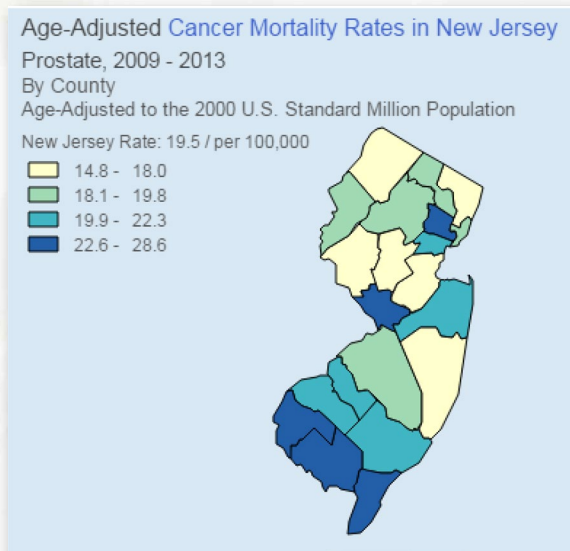 Age-Adjusted Cancer Mortality Rates in New Jersey
Prostate, 2009 - 2013
By County
Age-Adjusted to the 2000 U.S. Standard Million Population
New Jersey Rate: 19.5 / per 100,000
14.8 - 18.0
18.1 - 19.8
19.9 - 22.3
22.6 - 28.6